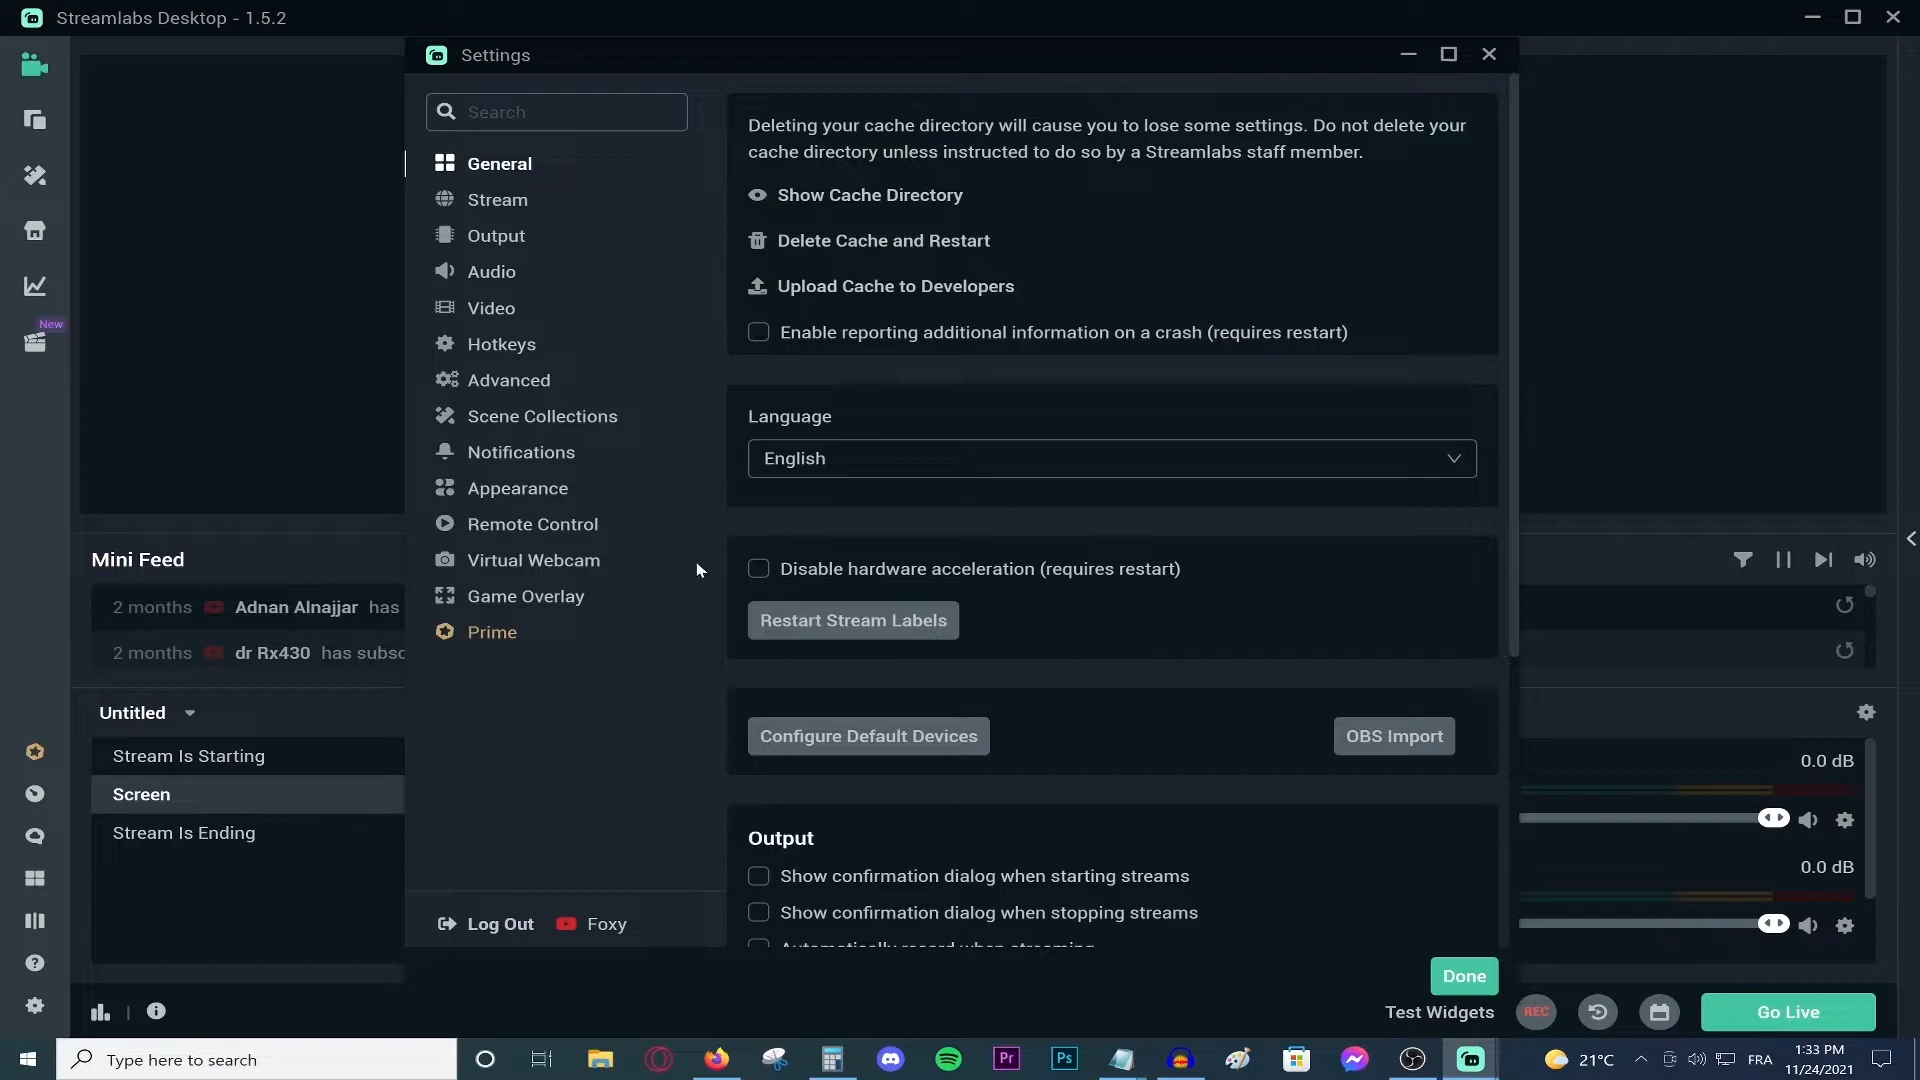 Streamlabs Desktop - 1.5.2
Settings
Search
General
Stream
Output
Audio
Video
Hotkeys
Advanced
Scene Collections
Notifications
Appearance
Remote Control
Virtual Webcam
Game Overlay
Prime
Log Out
Foxy
Deleting your cache directory will cause you to lose some settings. Do not delete your
cache directory unless instructed to do so by a Streamlabs staff member.
Show Cache Directory
Delete Cache and Restart
Upload Cache to Developers
Enable reporting additional information on a crash (requires restart)
Language
English
Disable hardware acceleration (requires restart)
Restart Stream Labels
Configure Default Devices
OBS Import
Output
Show confirmation dialog when starting streams
Show confirmation dialog when stopping streams
Automatically record when streaming
Done
New
Mini Feed
2 months Adnan Alnajjar has
2 months dr Rx430 has subsc
Untitled
Stream Is Starting
Screen
Stream Is Ending
0.0 dB
0.0 dB
Test Widgets
REC
Go Live
Type here to search
Pr
Ps
21°C
FRA
1:33 PM
11/24/2021